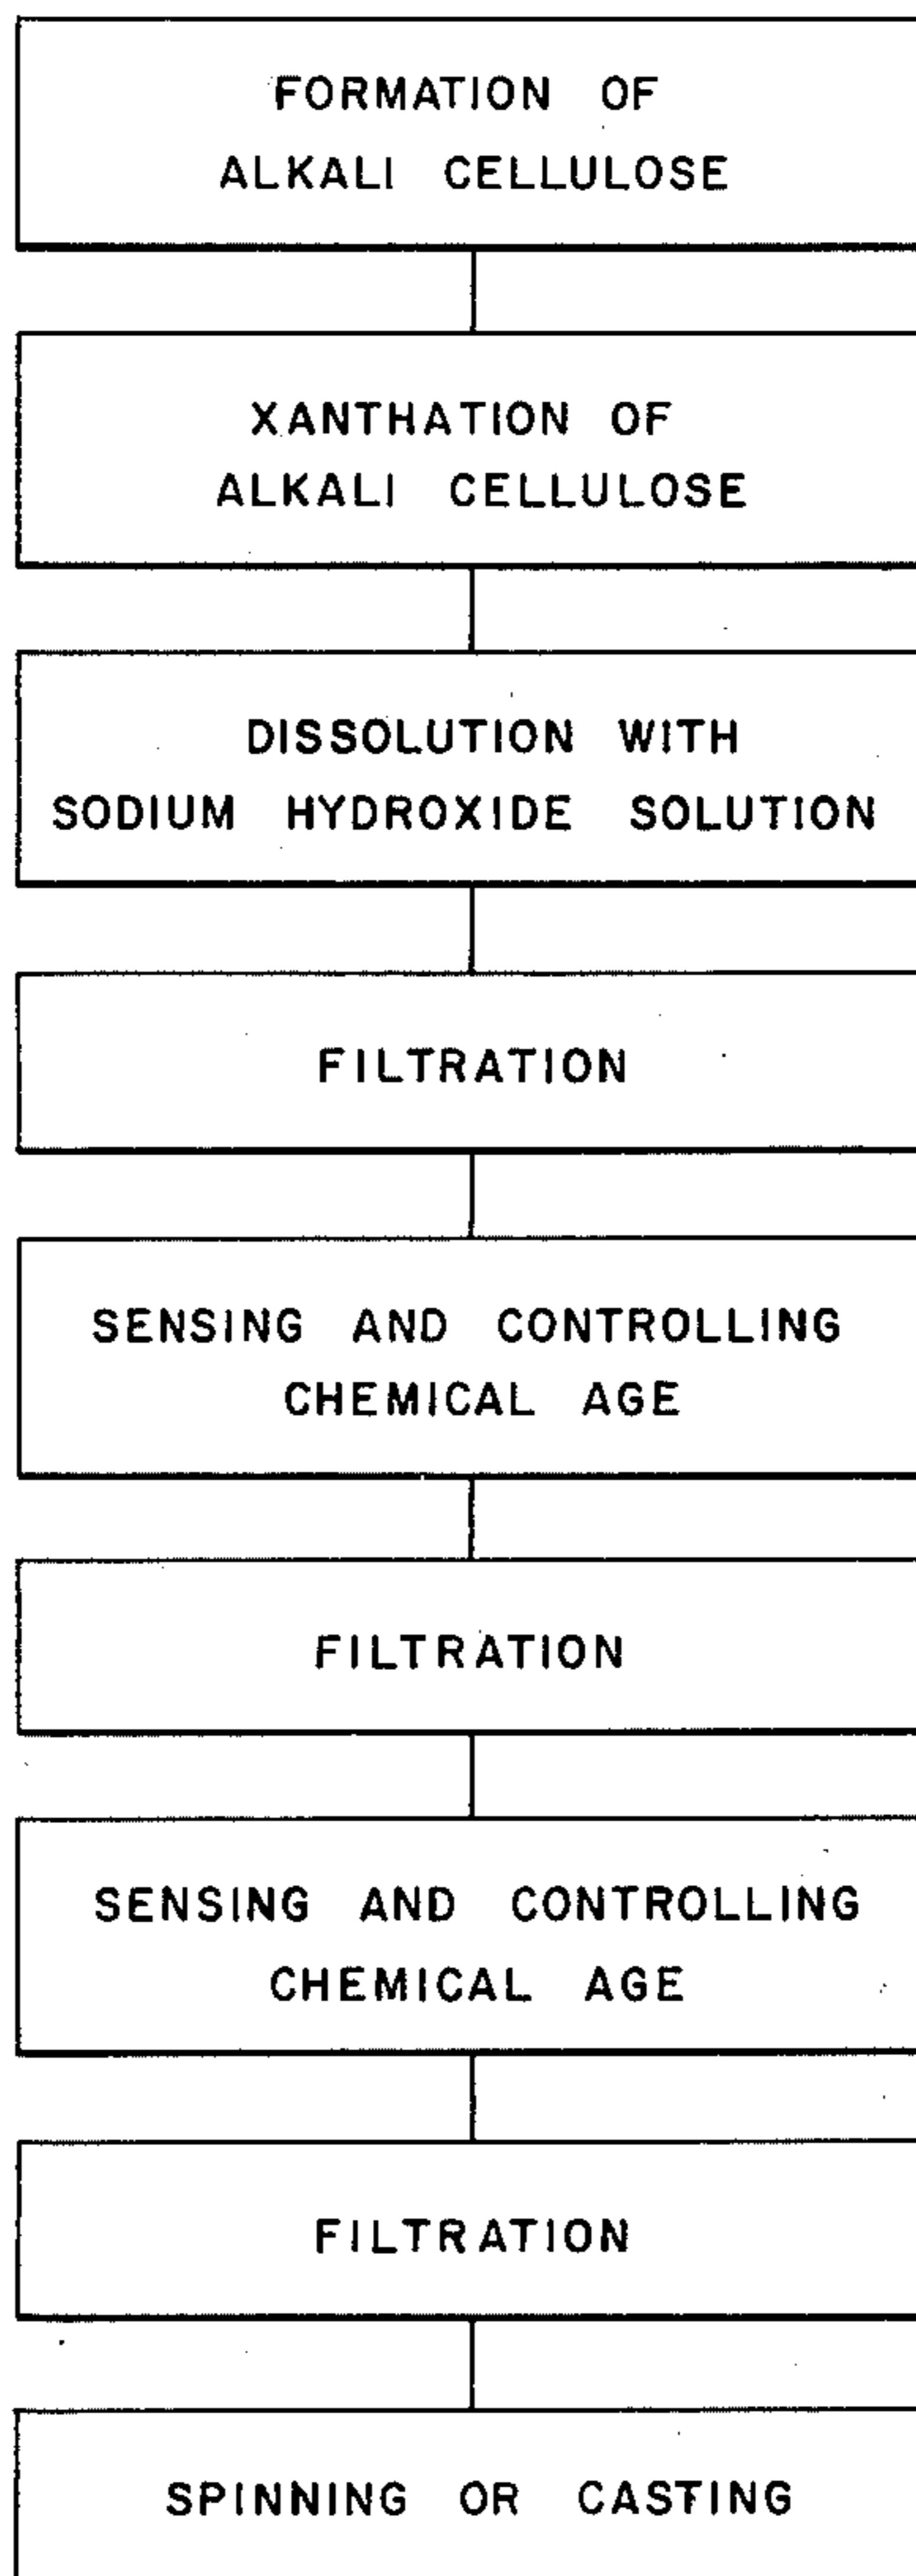 FORMATION OF
ALKALI CELLULOSE
XANTHATION OF
ALKALI CELLULOSE
DISSOLUTION WITH
SODIUM HYDROXIDE SOLUTION
FILTRATION
SENSING AND CONTROLLING
CHEMICAL AGE
FILTRATION
SENSING AND CONTROLLING
CHEMICAL AGE
FILTRATION
SPINNING OR CASTING